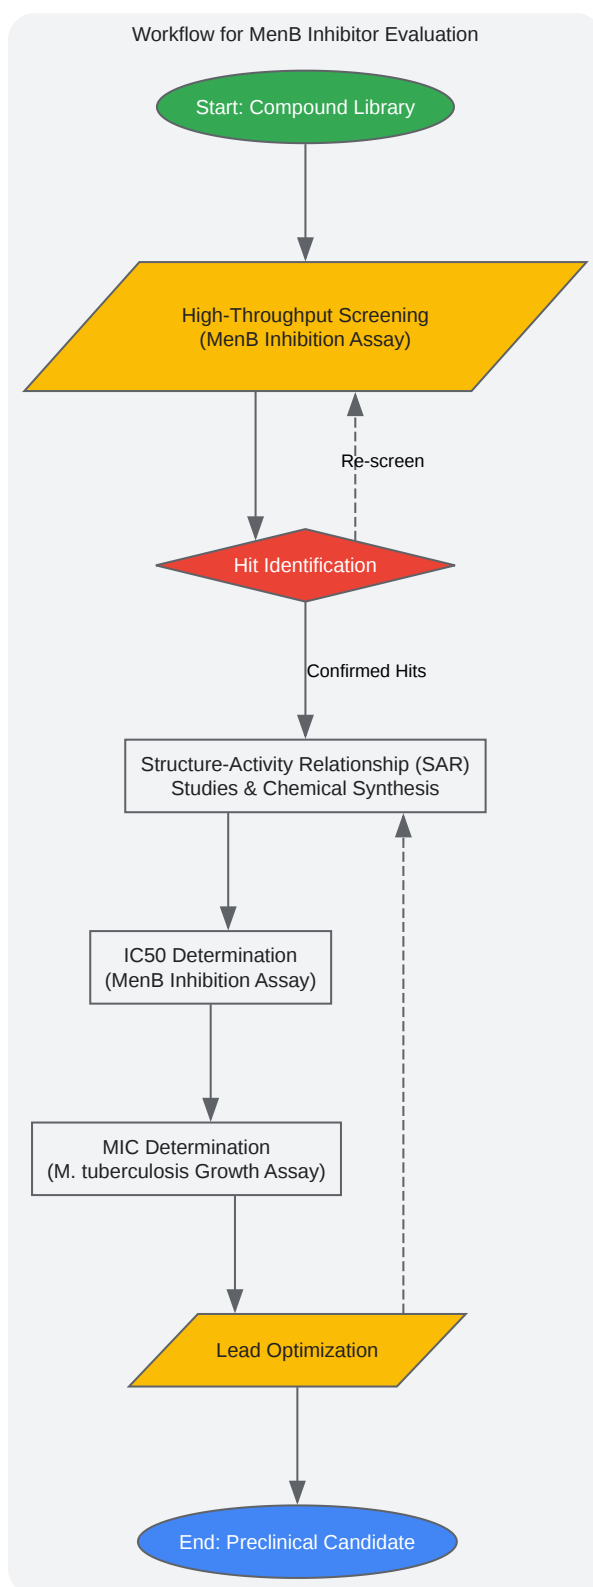 Workflow for MenB Inhibitor Evaluation
Start: Compound Library
High-Throughput Screening
(MenB Inhibition Assay)
Re-screen
Hit Identification
Confirmed Hits
Structure-Activity Relationship (SAR)
Studies & Chemical Synthesis
IC50 Determination
(MenB Inhibition Assay)
MIC Determination
(M. tuberculosis Growth Assay)
Lead Optimization
End: Preclinical Candidate